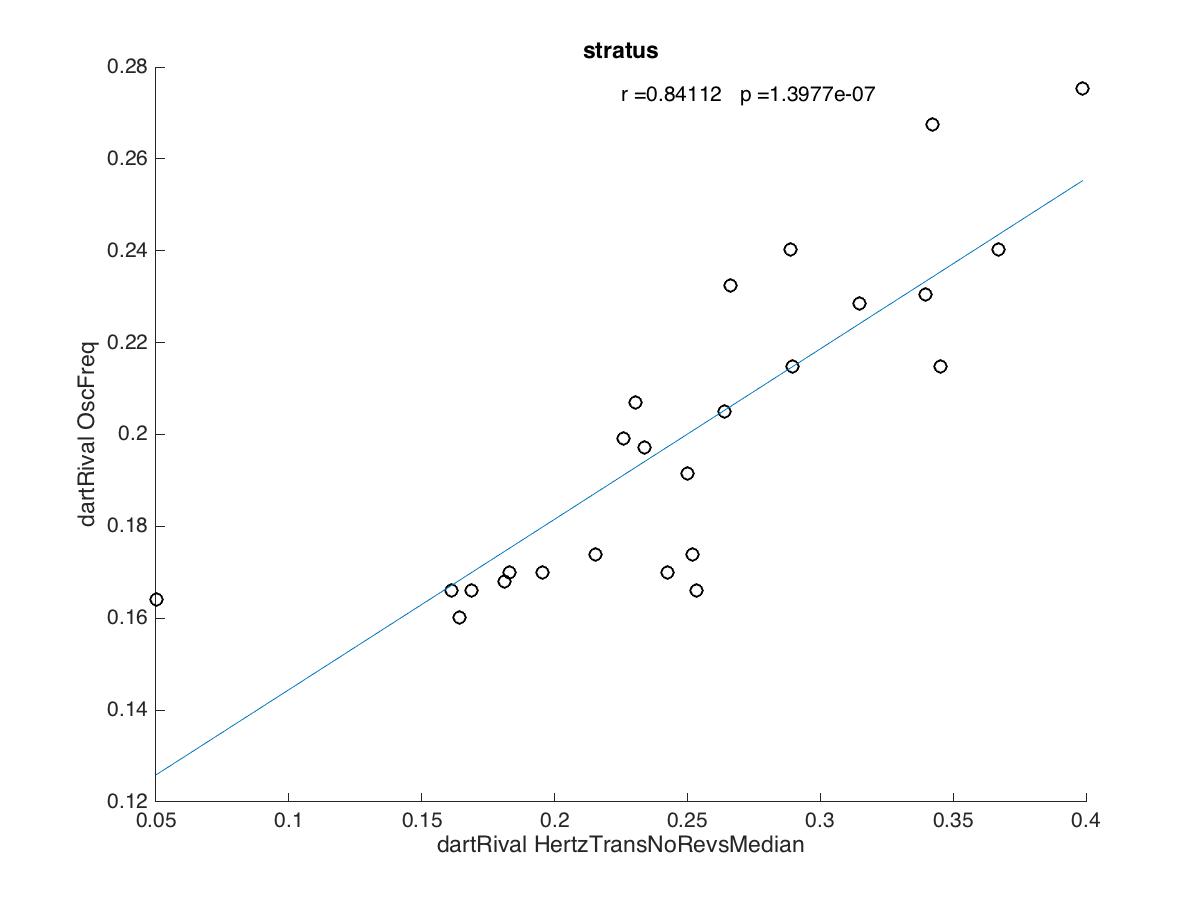 stratus
r =0.84112   p =1.3977e-07
0.28
0.26
0.24
0.22
0.2
0.18
0.16
0.14
0.12
dartRival OscFreq
0.05 0.1 0.15 0.2 0.25 0.3 0.35 0.4
dartRival HertzTransNoRevsMedian